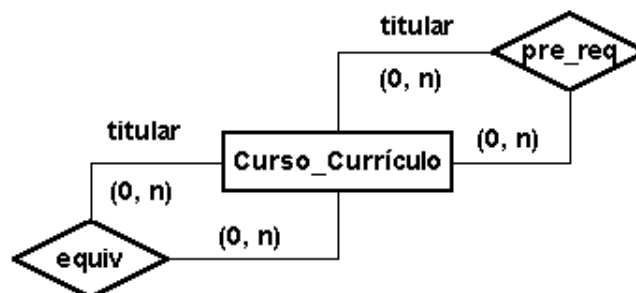 titular
pre_req
(0, n)
titular
Curso_Currículo
(0, n)
(0, n)
(0, n)
equiv